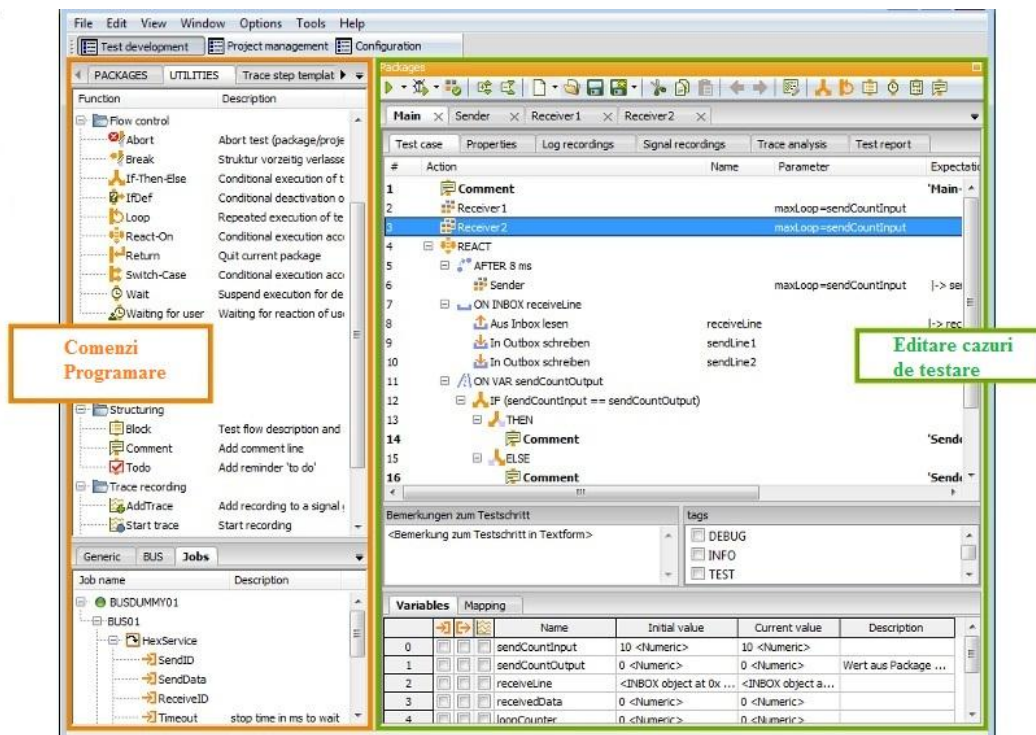 File Edit View Window Options Tools Help
Test development Project management Configuration
PACKAGES UTILITIES Trace step templat
Function Description
Flow control
Abort Abort test (package/proje
Break Struktur vorzeitig verlasse
If-Then-Else Conditional execution of t
IfDef Conditional deactivation o
Loop Repeated execution of te
React-On Conditional execution acc
Return Quit current package
Switch-Case Conditional execution acc
Wait Suspend execution for de
Waiting for user Waiting for reaction of us
Comenzi
Programare
Structuring
Block Test flow description and
Comment Add comment line
Todo Add reminder 'to do'
Trace recording
AddTrace Add recording to a signal
Start trace Start recording
Generic BUS Jobs
Job name Description
BUSDUMMY01
BUS01
HexService
SendID
SendData
ReceiveID
Timeout stop time in ms to wait
Packages
Main Sender Receiver1 Receiver2
Test case Properties Log recordings Signal recordings Trace analysis Test report
# Action Name Parameter Expectatio
1 Comment 'Main-
2 Receiver1 maxLoop=sendCountInput
3 Receiver2 maxLoop=sendCountInput
4 REACT
5 AFTER 8 ms
6 Sender maxLoop=sendCountInput |-> sei
7 ON INBOX receiveLine
8 Aus Inbox lesen receiveLine |-> rec
9 In Outbox schreiben sendLine1
10 In Outbox schreiben sendLine2
11 ON VAR sendCountOutput
12 IF (sendCountInput == sendCountOutput)
13 THEN
14 Comment 'Sende
15 ELSE
16 Comment 'Sende
Editare cazuri
de testare
Bemerkungen zum Testschritt tags
<Bemerkung zum Testschritt in Textform> DEBUG
INFO
TEST
Variables Mapping
Name Initial value Current value Description
0 sendCountInput 10 <Numeric> 10 <Numeric>
1 sendCountOutput 0 <Numeric> 0 <Numeric> Wert aus Package ...
2 receiveLine <INBOX object at 0x ... <INBOX object a...
3 receivedData 0 <Numeric> 0 <Numeric>
4 loopCounter 0 <Numeric> 0 <Numeric>